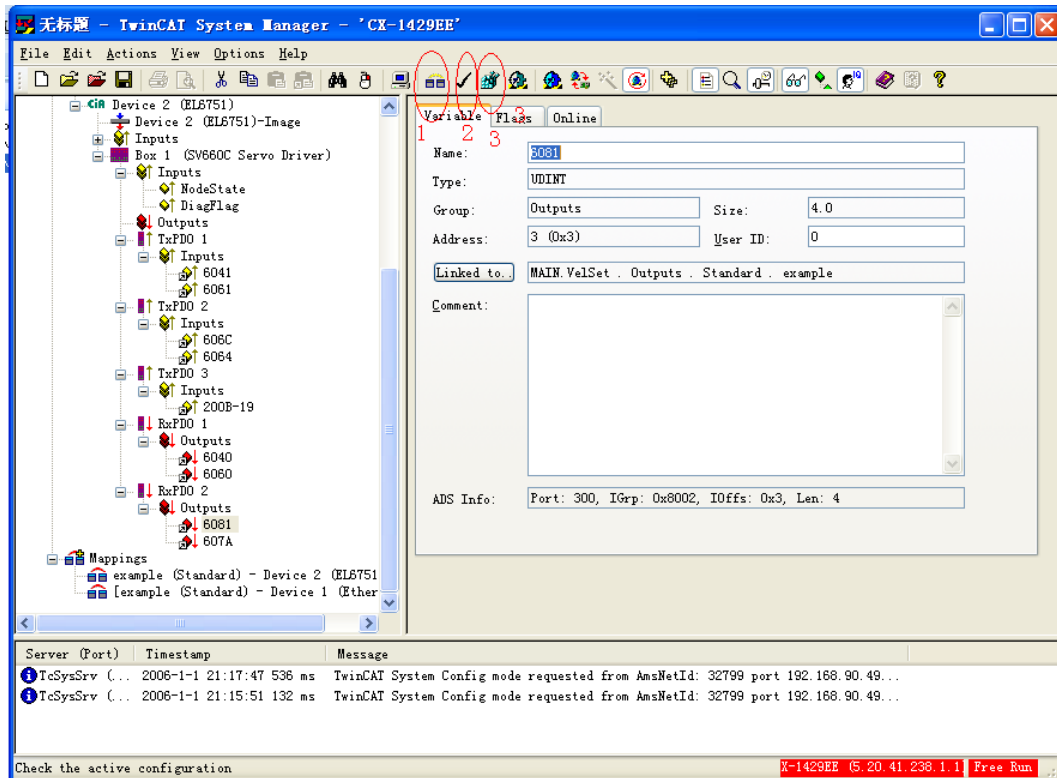 无标题 - TwinCAT System Manager - 'CX-1429EE'
File Edit Actions View Options Help
CiA Device 2 (EL6751)
Device 2 (EL6751)-Image
Inputs
Box 1 (SV660C Servo Driver)
Inputs
NodeState
DiagFlag
Outputs
TxPDO 1
Inputs
6041
6061
TxPDO 2
Inputs
606C
6064
TxPDO 3
Inputs
200B-19
RxPDO 1
Outputs
6040
6060
RxPDO 2
Outputs
6081
607A
Mappings
example (Standard) - Device 2 (EL6751
[example (Standard) - Device 1 (Ether
Variable Flags Online
1 2 3 3
Name: 6081
Type: UDINT
Group: Outputs Size: 4.0
Address: 3 (0x3) User ID: 0
Linked to.. MAIN.VelSet . Outputs . Standard . example
Comment:
ADS Info: Port: 300, IGrp: 0x8002, IOffs: 0x3, Len: 4
Server (Port) Timestamp Message
TcSysSrv (... 2006-1-1 21:17:47 536 ms TwinCAT System Config mode requested from AmsNetId: 32799 port 192.168.90.49...
TcSysSrv (... 2006-1-1 21:15:51 132 ms TwinCAT System Config mode requested from AmsNetId: 32799 port 192.168.90.49...
Check the active configuration X-1429EE (5.20.41.238.1.1) Free Run